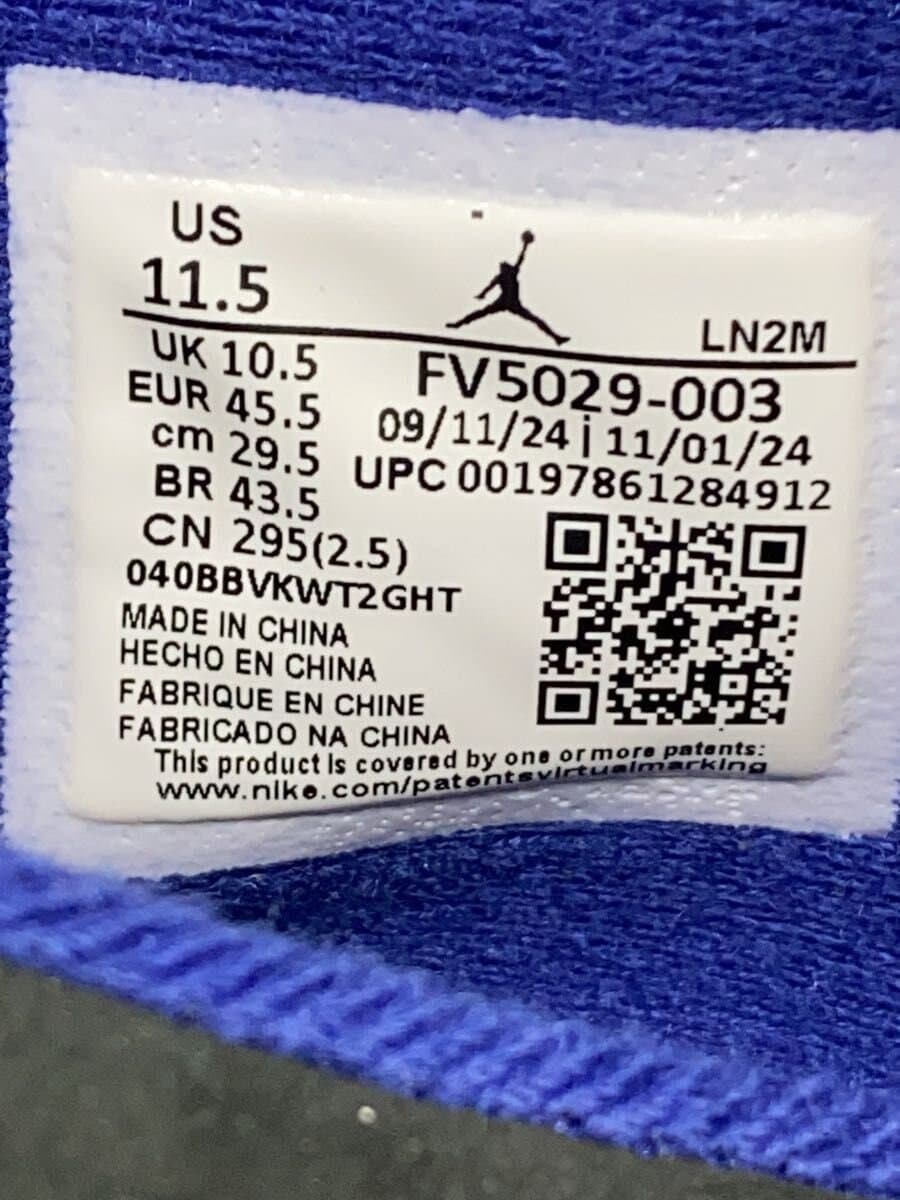 US
11.5
LN2M
UK 10.5
EUR 45.5
cm 29.5
BR 43.5
CN 295(2.5)
FV5029-003
09/11/24 | 11/01/24
UPC 00197861284912
040BBVKWT2GHT
MADE IN CHINA
HECHO EN CHINA
FABRIQUE EN CHINE
FABRICADO NA CHINA
This product is covered by one or more patents:
www.nike.com/patentsvirtualmarking